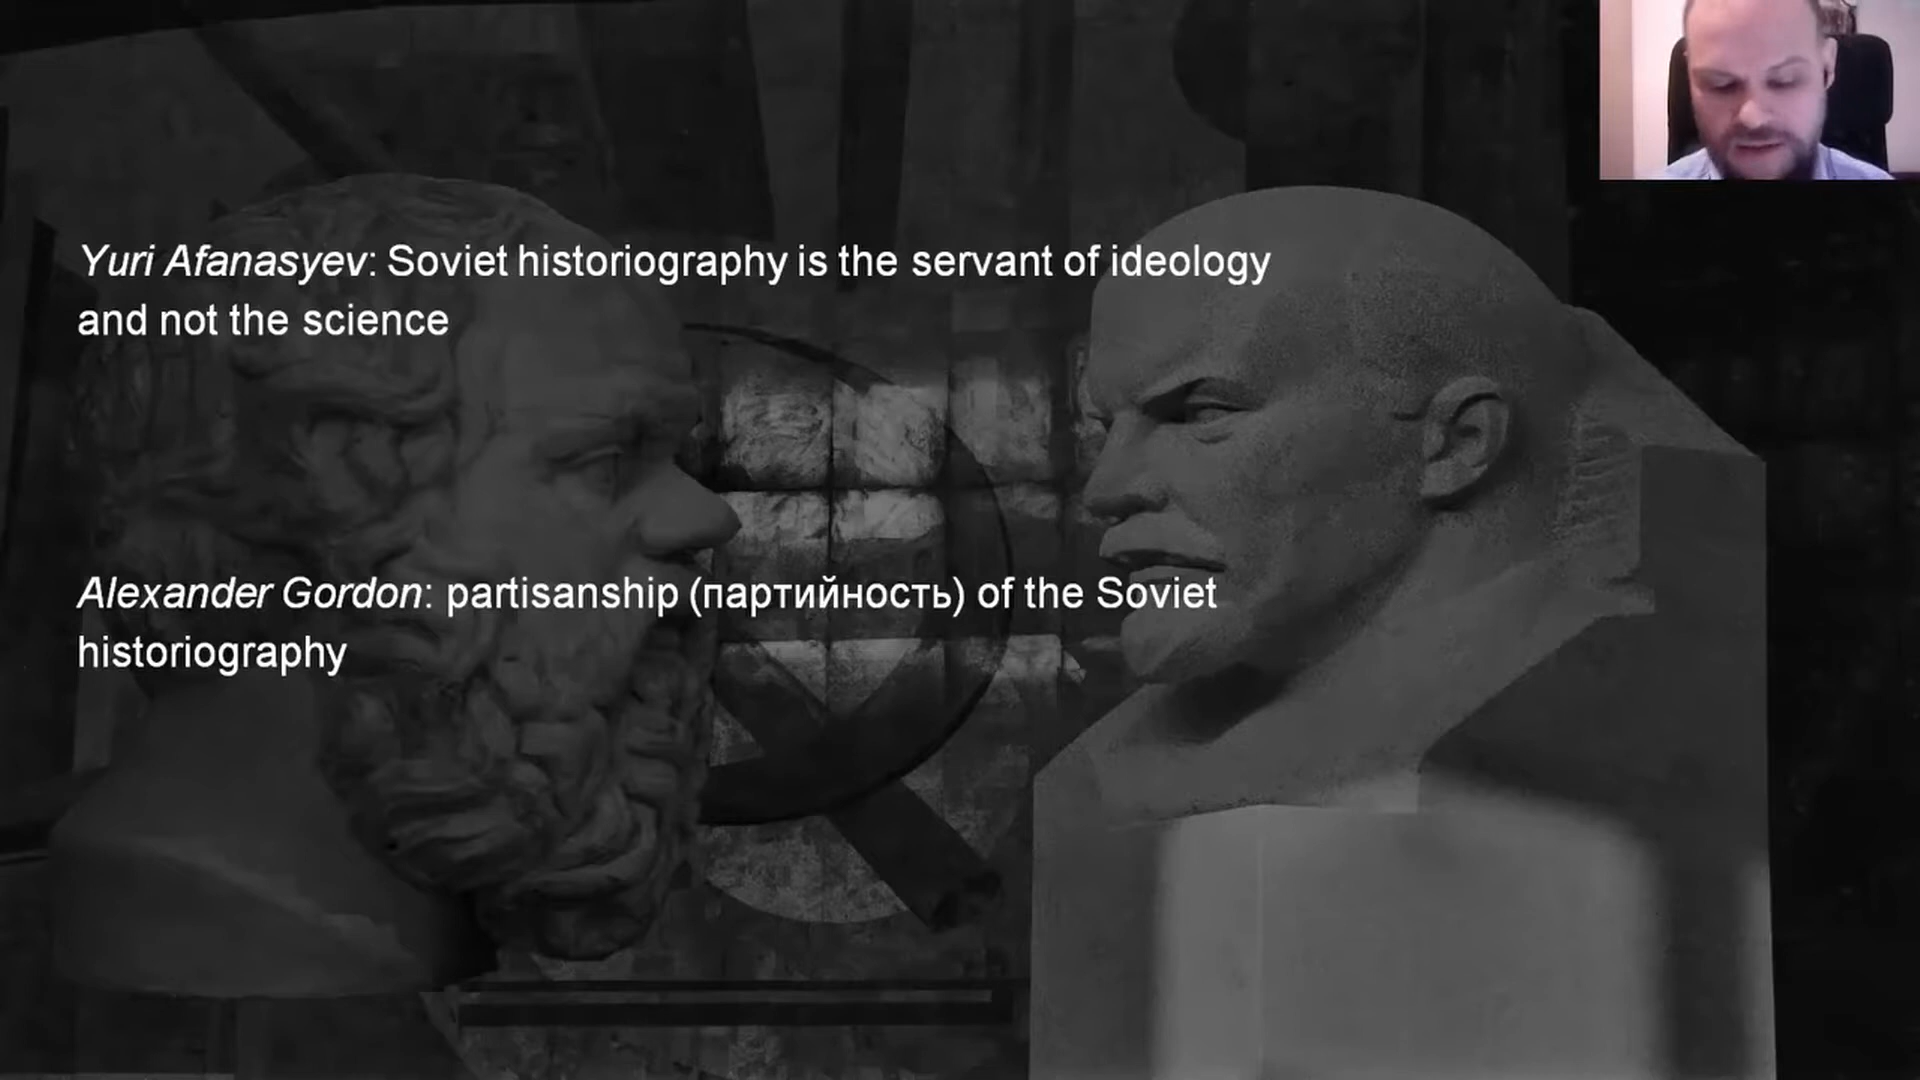 Yuri Afanasyev: Soviet historiography is the servant of ideology
and not the science
Alexander Gordon: partisanship (партийность) of the Soviet
historiography